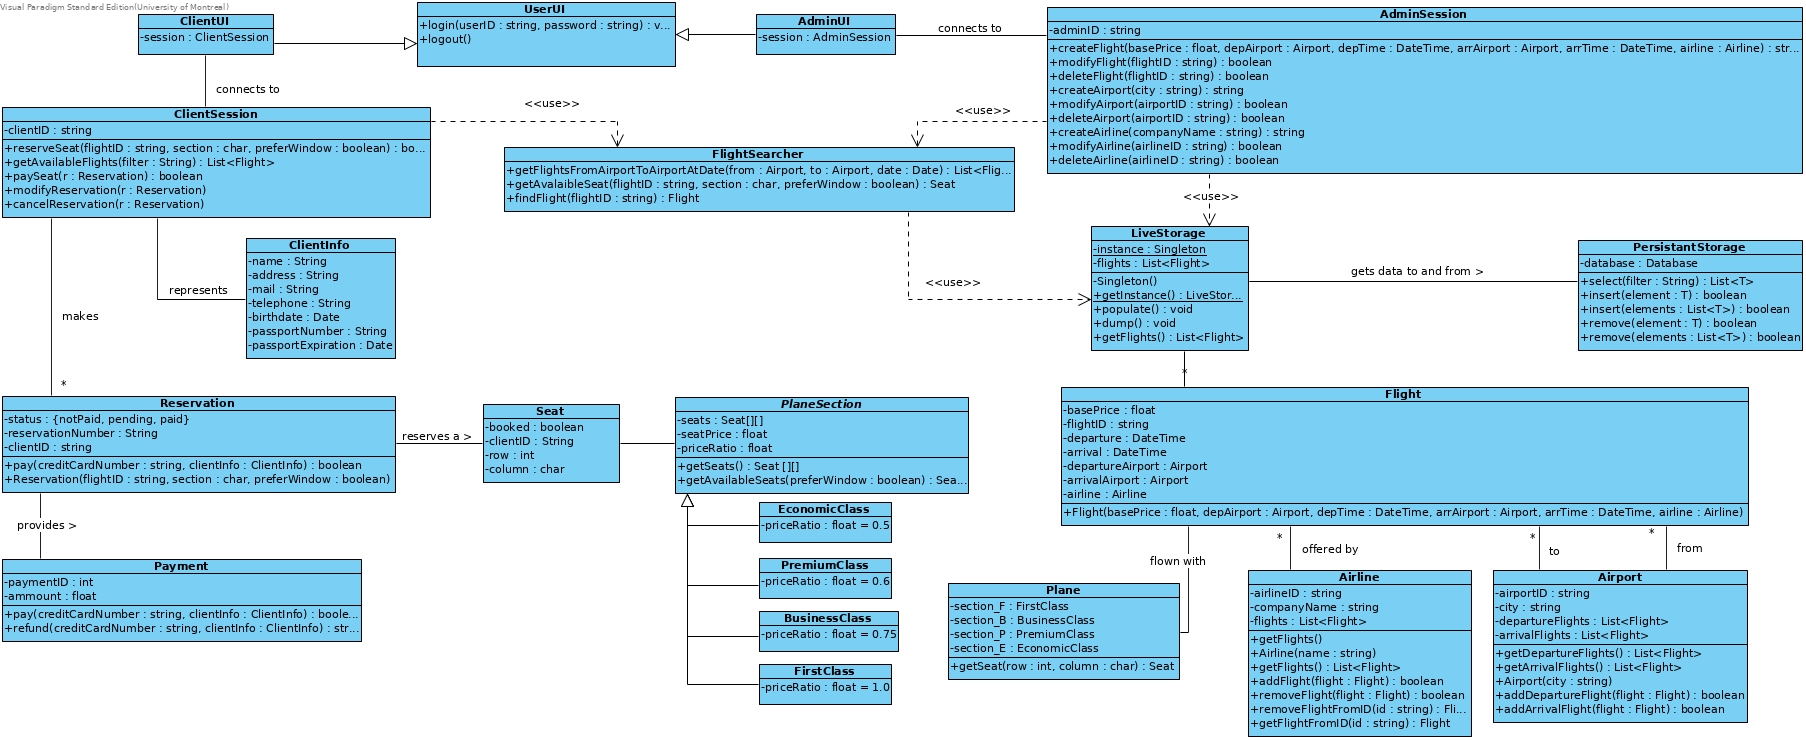 Visual Paradigm Standard Edition(University of Montreal)
ClientUI
-session : ClientSession
UserUI
+login(userID : string, password : string) : v...
+logout()
AdminUI
-session : AdminSession
connects to
AdminSession
-adminID : string
+createFlight(basePrice : float, depAirport : Airport, depTime : DateTime, arrAirport : Airport, arrTime : DateTime, airline : Airline) : str...
+modifyFlight(flightID : string) : boolean
+deleteFlight(flightID : string) : boolean
+createAirport(city : string) : string
+modifyAirport(airportID : string) : boolean
+deleteAirport(airportID : string) : boolean
+createAirline(companyName : string) : string
+modifyAirline(airlineID : string) : boolean
+deleteAirline(airlineID : string) : boolean
connects to
ClientSession
-clientID : string
+reserveSeat(flightID : string, section : char, preferWindow : boolean) : bo...
+getAvailableFlights(filter : String) : List<Flight>
+paySeat(r : Reservation) : boolean
+modifyReservation(r : Reservation)
+cancelReservation(r : Reservation)
<<use>>
<<use>>
FlightSearcher
+getFlightsFromAirportToAirportAtDate(from : Airport, to : Airport, date : Date) : List<Flig...
+getAvalaibleSeat(flightID : string, section : char, preferWindow : boolean) : Seat
+findFlight(flightID : string) : Flight
<<use>>
<<use>>
ClientInfo
-name : String
-address : String
-mail : String
-telephone : String
-birthdate : Date
-passportNumber : String
-passportExpiration : Date
represents
makes
*
LiveStorage
-instance : Singleton
-flights : List<Flight>
-Singleton()
+getInstance() : LiveStor...
+populate() : void
+dump() : void
+getFlights() : List<Flight>
gets data to and from >
PersistantStorage
-database : Database
+select(filter : String) : List<T>
+insert(element : T) : boolean
+insert(elements : List<T>) : boolean
+remove(element : T) : boolean
+remove(elements : List<T>) : boolean
*
Reservation
-status : {notPaid, pending, paid}
-reservationNumber : String
-clientID : string
+pay(creditCardNumber : string, clientInfo : ClientInfo) : boolean
+Reservation(flightID : string, section : char, preferWindow : boolean)
reserves a >
Seat
-booked : boolean
-clientID : String
-row : int
-column : char
PlaneSection
-seats : Seat[][]
-seatPrice : float
-priceRatio : float
+getSeats() : Seat [][]
+getAvailableSeats(preferWindow : boolean) : Sea...
Flight
-basePrice : float
-flightID : string
-departure : DateTime
-arrival : DateTime
-departureAirport : Airport
-arrivalAirport : Airport
-airline : Airline
+Flight(basePrice : float, depAirport : Airport, depTime : DateTime, arrAirport : Airport, arrTime : DateTime, airline : Airline)
provides >
Payment
-paymentID : int
-ammount : float
+pay(creditCardNumber : string, clientInfo : ClientInfo) : boole...
+refund(creditCardNumber : string, clientInfo : ClientInfo) : str...
EconomicClass
-priceRatio : float = 0.5
PremiumClass
-priceRatio : float = 0.6
BusinessClass
-priceRatio : float = 0.75
FirstClass
-priceRatio : float = 1.0
flown with
*
offered by
*
to
*
from
Plane
-section_F : FirstClass
-section_B : BusinessClass
-section_P : PremiumClass
-section_E : EconomicClass
+getSeat(row : int, column : char) : Seat
Airline
-airlineID : string
-companyName : string
-flights : List<Flight>
+getFlights()
+Airline(name : string)
+getFlights() : List<Flight>
+addFlight(flight : Flight) : boolean
+removeFlight(flight : Flight) : boolean
+removeFlightFromID(id : string) : Fli...
+getFlightFromID(id : string) : Flight
Airport
-airportID : string
-city : string
-departureFlights : List<Flight>
-arrivalFlights : List<Flight>
+getDepartureFlights() : List<Flight>
+getArrivalFlights() : List<Flight>
+Airport(city : string)
+addDepartureFlight(flight : Flight) : boolean
+addArrivalFlight(flight : Flight) : boolean